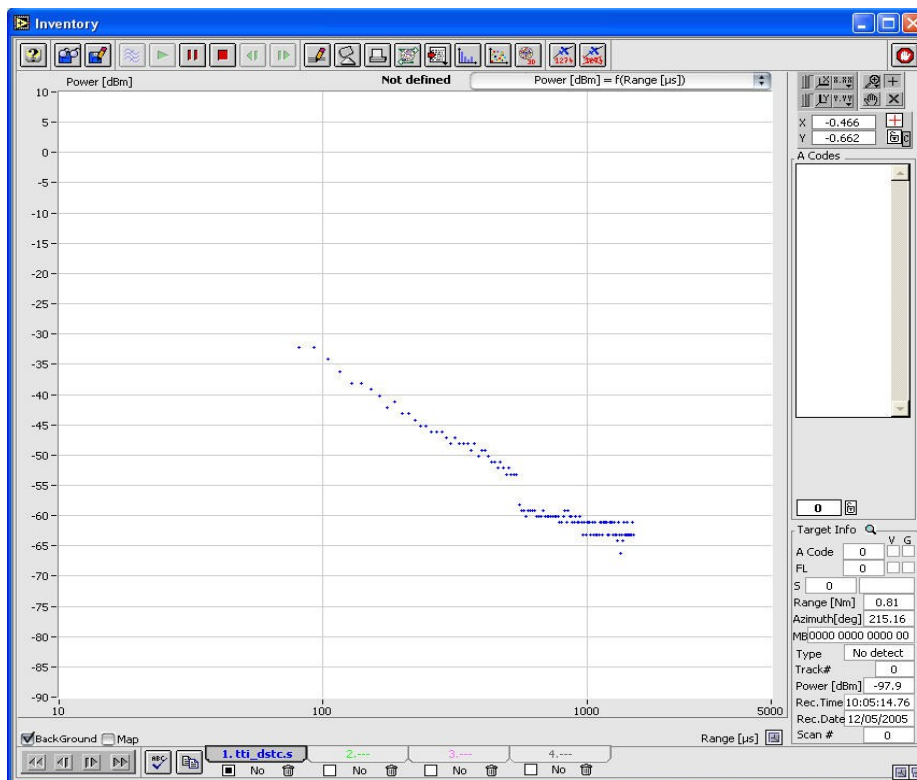 Inventory
Power [dBm]
Not defined
Power [dBm] = f(Range [µs])
10
5
0
-5
-10
-15
-20
-25
-30
-35
-40
-45
-50
-55
-60
-65
-70
-75
-80
-85
-90
10
100
1000
5000
Range [µs]
X -0.466
Y -0.662
A Codes
0
Target Info
V G
A Code 0
FL 0
S 0
Range [Nm] 0.81
Azimuth[deg] 215.16
MB 0000 0000 0000 00
Type No detect
Track# 0
Power [dBm] -97.9
Rec.Time 10:05:14.76
Rec.Date 12/05/2005
Scan # 0
BackGround Map
ABC
1.tti_dstc.s
2.---
3.---
4.---
No
No
No
No